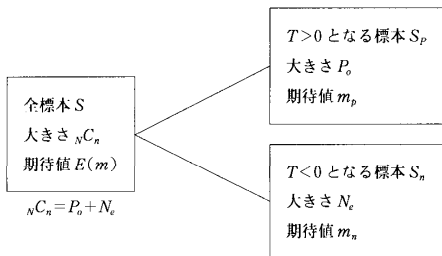 全標本 S
大きさ NCn
期待値 E(m)
NCn=Po+Ne
T>0 となる標本 SP
大きさ Po
期待値 mp
T<0 となる標本 Sn
大きさ Ne
期待値 mn